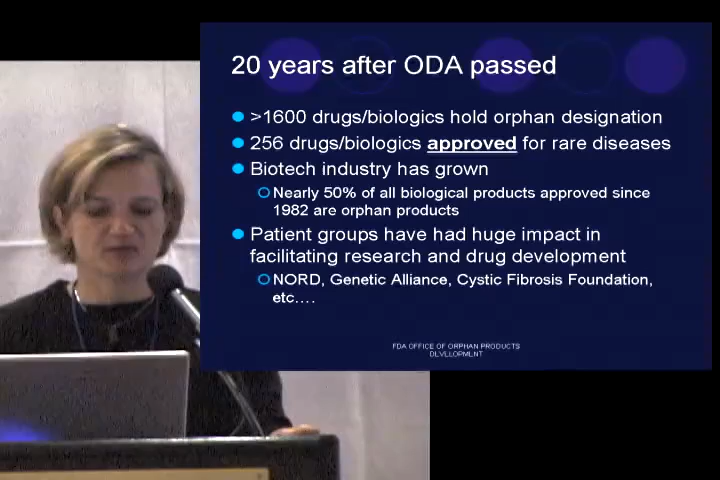 20 years after ODA passed
>1600 drugs/biologics hold orphan designation
256 drugs/biologics approved for rare diseases
Biotech industry has grown
Nearly 50% of all biological products approved since
1982 are orphan products
Patient groups have had huge impact in
facilitating research and drug development
NORD, Genetic Alliance, Cystic Fibrosis Foundation,
etc....
FDA OFFICE OF ORPHAN PRODUCTS
DEVELOPMENT